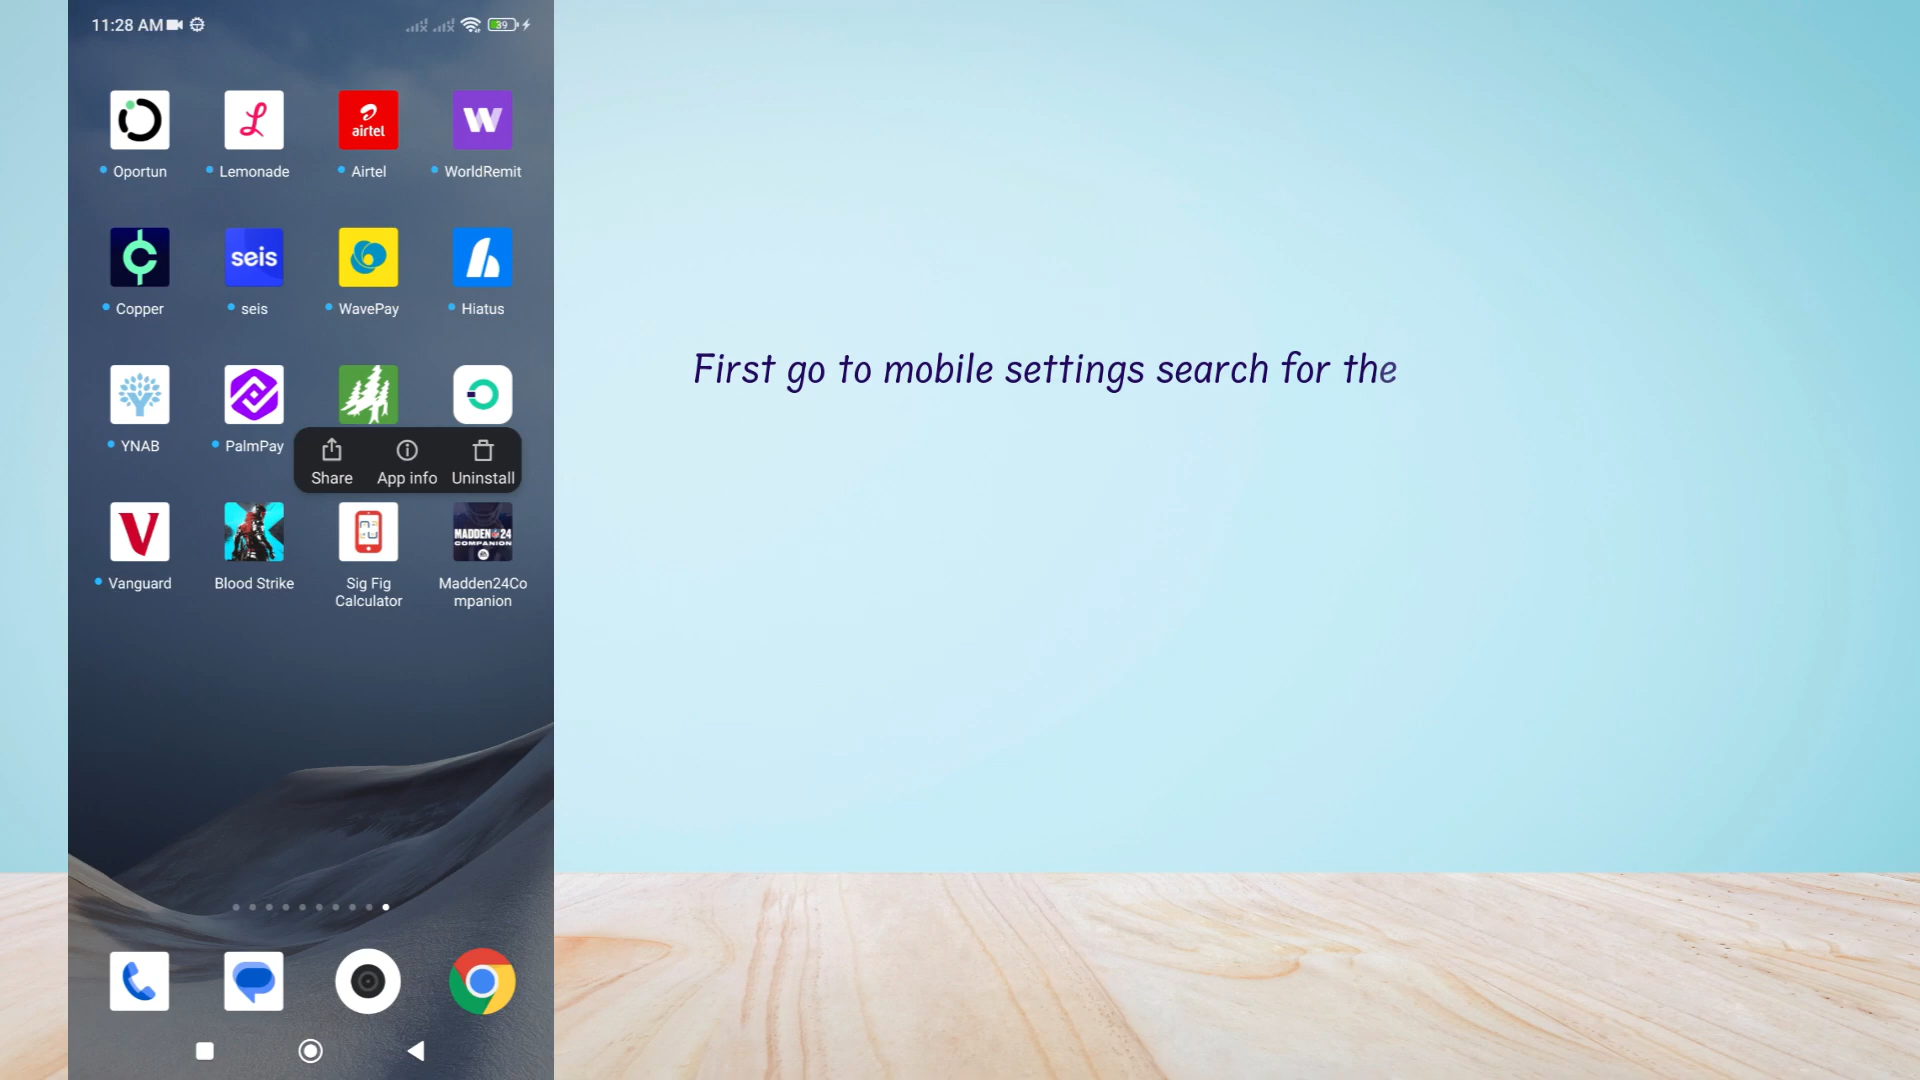 11:28 AM
39
airtel
Oportun
Lemonade
Airtel
WorldRemit
seis
Copper
seis
WavePay
Hiatus
YNAB
PalmPay
Share
App info
Uninstall
MADDEN 24
COMPANION
Vanguard
Blood Strike
Sig Fig
Calculator
Madden24Co
mpanion
First go to mobile settings search for the